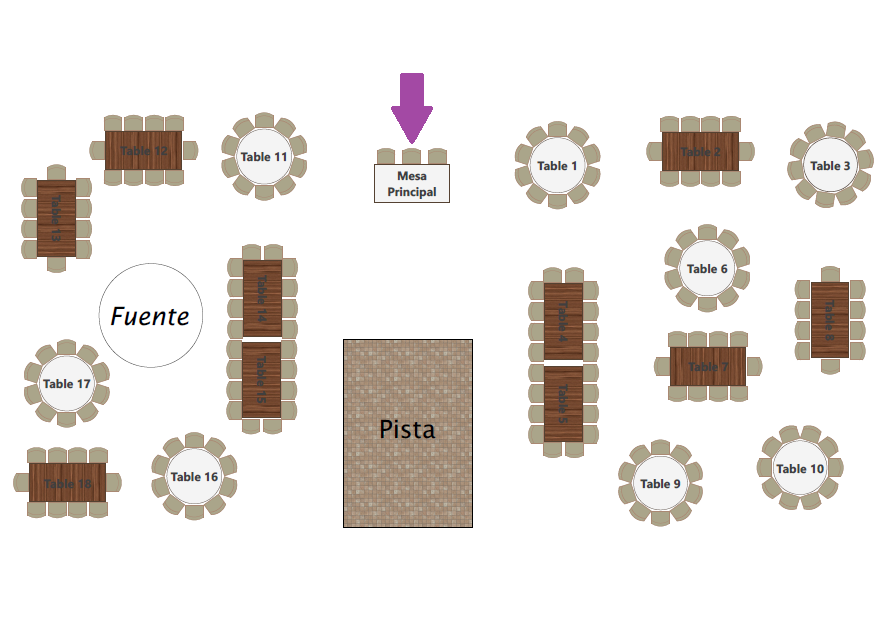 Table 12
Table 11
Mesa
Principal
Table 1
Table 2
Table 3
Table 13
Fuente
Table 14
Table 15
Table 6
Table 4
Table 8
Table 7
Table 5
Table 17
Pista
Table 18
Table 16
Table 9
Table 10